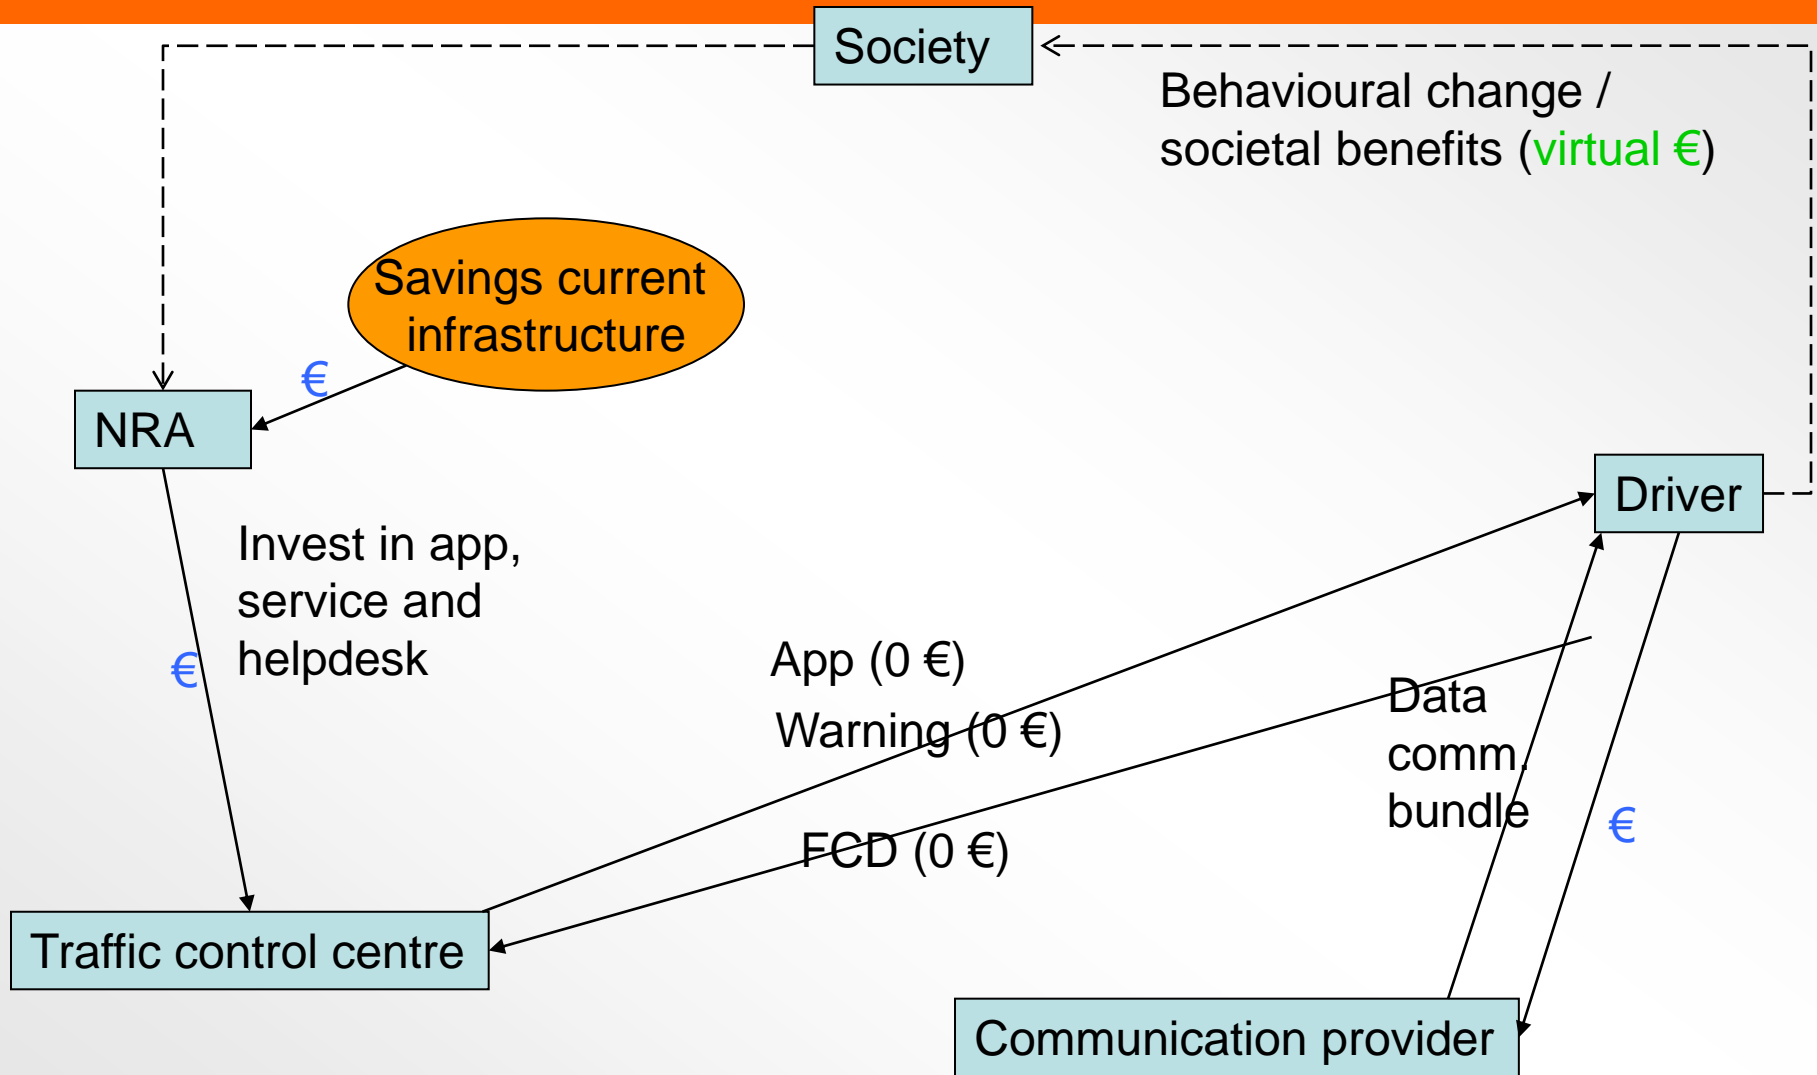 Society
Behavioural change /
societal benefits (virtual €)
Savings current
infrastructure
€
NRA
Driver
Invest in app,
service and
helpdesk
€
App (0 €)
Warning (0 €)
Data
comm.
bundle
€
FCD (0 €)
Traffic control centre
Communication provider